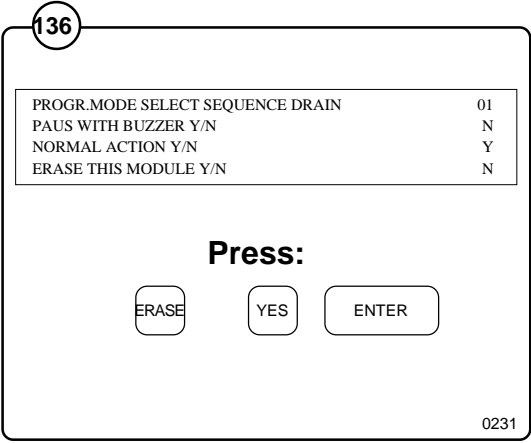 136
PROGR.MODE SELECT SEQUENCE DRAIN 01
PAUS WITH BUZZER Y/N N
NORMAL ACTION Y/N Y
ERASE THIS MODULE Y/N N
Press:
ERASE YES ENTER
0231